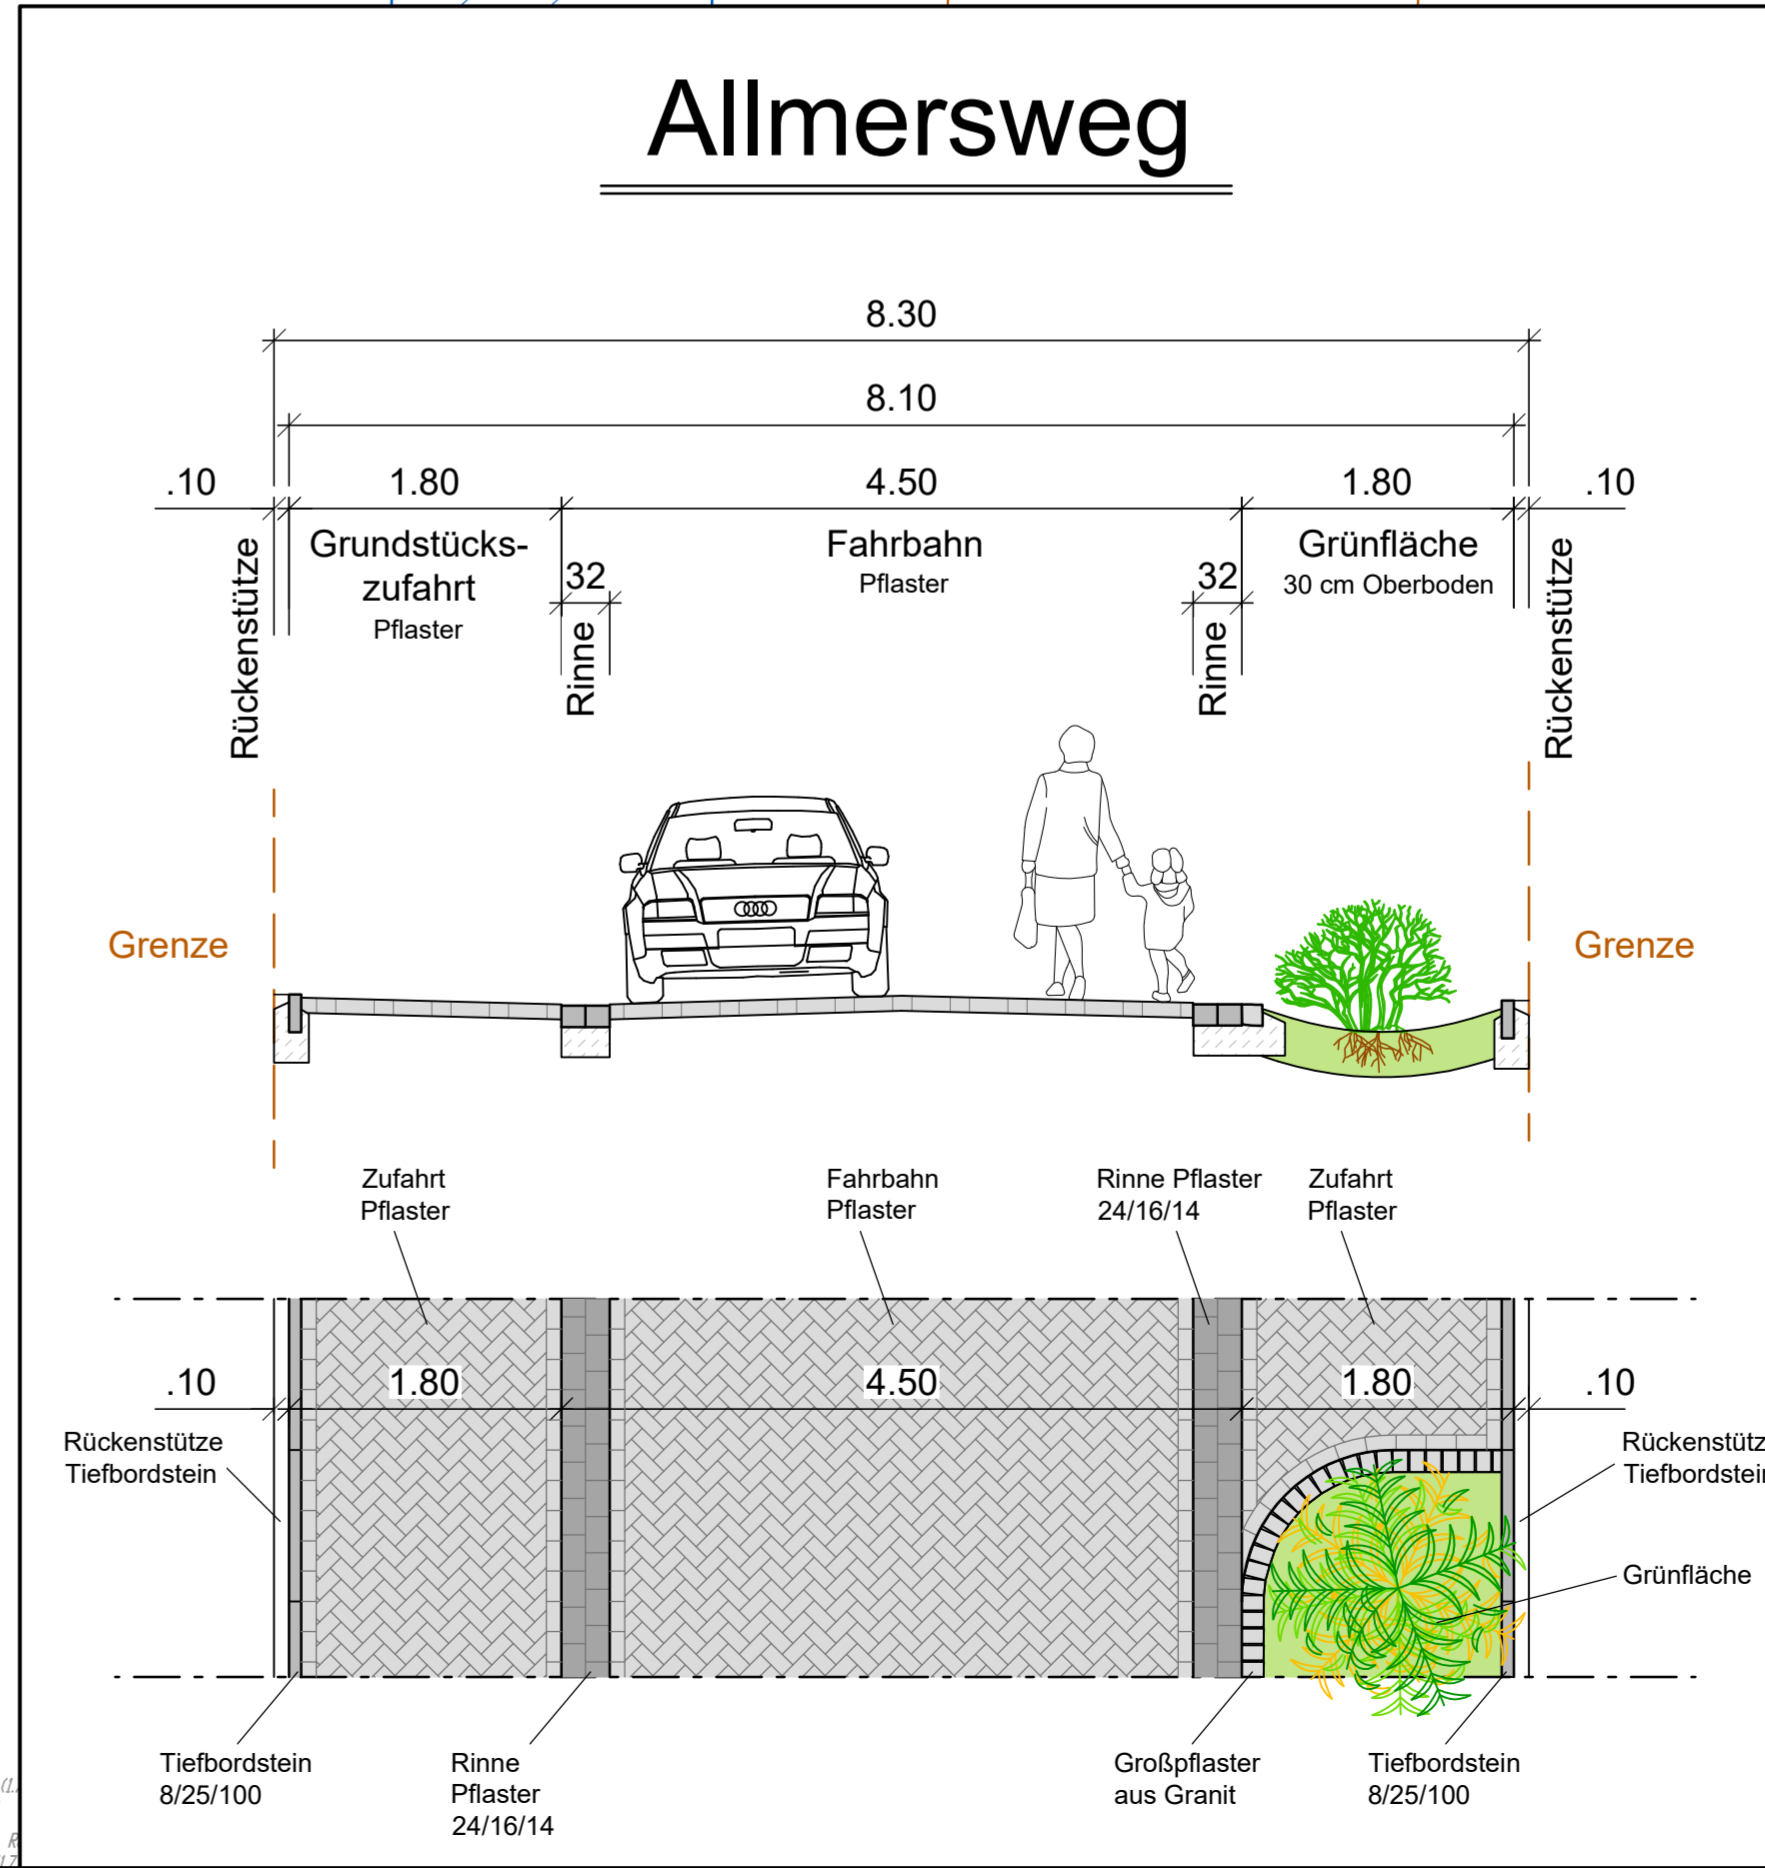 Allmersweg
8.30
8.10
.10
1.80
4.50
1.80
.10
Rückenstütze
Grundstücks-
zufahrt
Pflaster
32
Rinne
Fahrbahn
Pflaster
32
Rinne
Grünfläche
30 cm Oberboden
Rückenstütze
Grenze
Grenze
Zufahrt
Pflaster
Fahrbahn
Pflaster
Rinne Pflaster
24/16/14
Zufahrt
Pflaster
.10
1.80
4.50
1.80
.10
Rückenstütze
Tiefbordstein
Rückenstütz
Tiefbordstein
Grünfläche
Tiefbordstein
8/25/100
Rinne
Pflaster
24/16/14
Großpflaster
aus Granit
Tiefbordstein
8/25/100